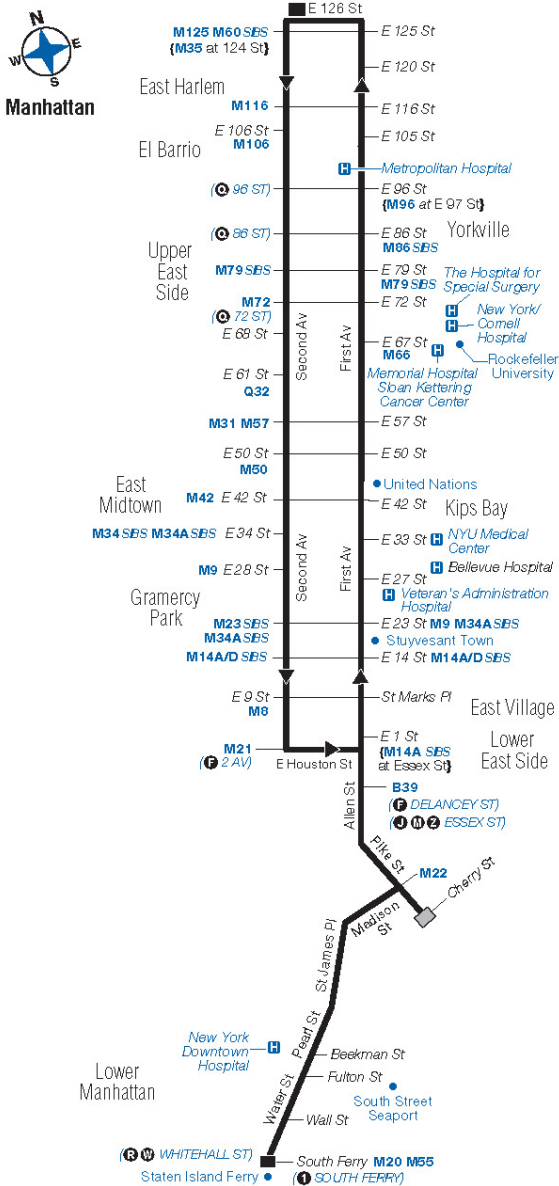 N
W
E
S
Manhattan
E 126 St
M125 M60 SBS
{M35 at 124 St}
E 125 St
E 120 St
East Harlem
M116
E 116 St
E 106 St
M106
E 105 St
El Barrio
H
Metropolitan Hospital
(Q 96 ST)
E 96 St
{M96 at E 97 St}
(Q 86 ST)
E 86 St
M86 SBS
Yorkville
Upper
East
Side
M79 SBS
E 79 St
M79 SBS
The Hospital for
Special Surgery
H
M72
(Q 72 ST)
E 72 St
New York/
Cornell
Hospital
H
E 68 St
Second Av
First Av
E 67 St
M66
H
Memorial Hospital
Sloan Kettering
Cancer Center
Rockefeller
University
E 61 St
Q32
M31 M57
E 57 St
E 50 St
M50
E 50 St
United Nations
East
Midtown
M42 E 42 St
E 42 St
Kips Bay
M34 SBS M34A SBS E 34 St
E 33 St
H NYU Medical
Center
M9 E 28 St
Second Av
First Av
H Bellevue Hospital
E 27 St
H Veteran's Administration
Hospital
Gramercy
Park
M23 SBS
M34A SBS
E 23 St M9 M34A SBS
Stuyvesant Town
M14A/D SBS
E 14 St M14A/D SBS
E 9 St
M8
St Marks Pl
East Village
M21
(F 2 AV)
E Houston St
E 1 St
{M14A SBS
at Essex St}
Lower
East Side
Allen St
B39
(F DELANCEY ST)
(J M Z ESSEX ST)
Pike St
M22
Cherry St
Madison
St
St James Pl
Pearl St
New York
Downtown
Hospital
H
Beekman St
Fulton St
Lower
Manhattan
Water St
South Street
Seaport
Wall St
(R W WHITEHALL ST)
South Ferry M20 M55
Staten Island Ferry
(1 SOUTH FERRY)